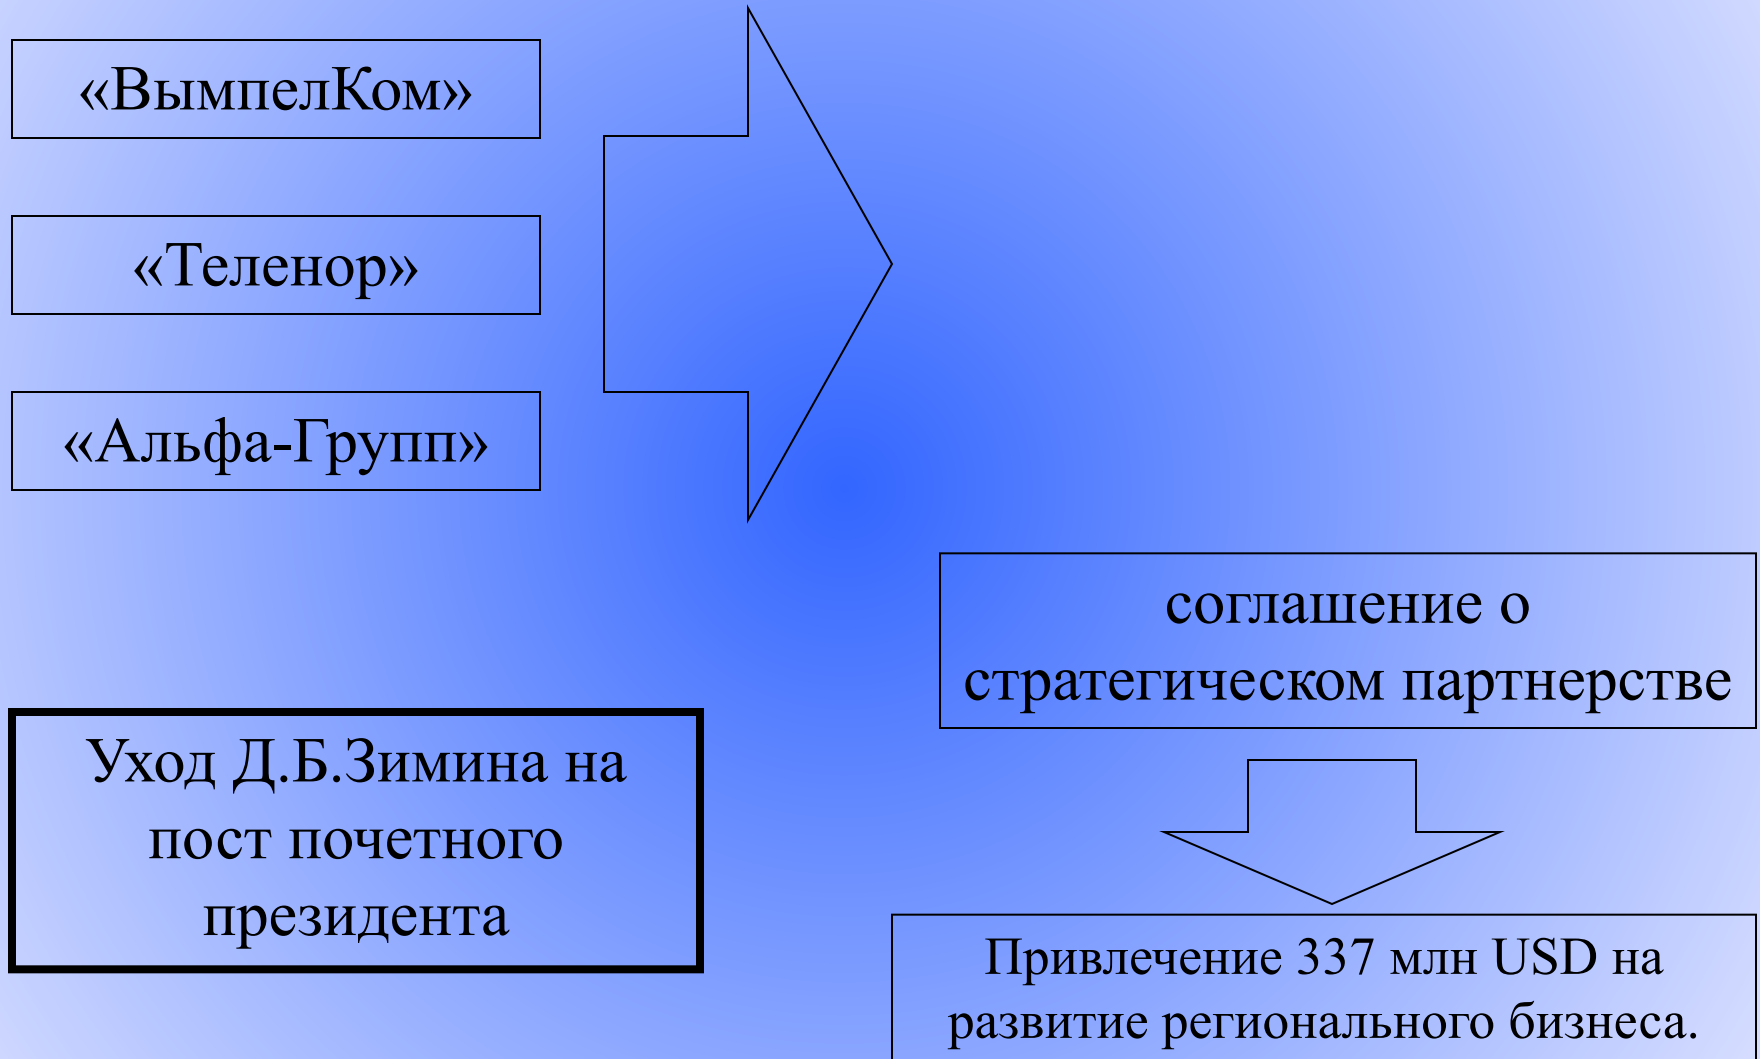 «ВымпелКом»
«Теленор»
«Альфа-Групп»
соглашение о
стратегическом партнерстве
Уход Д.Б.Зимина на
пост почетного
президента
Привлечение 337 млн USD на
развитие регионального бизнеса.